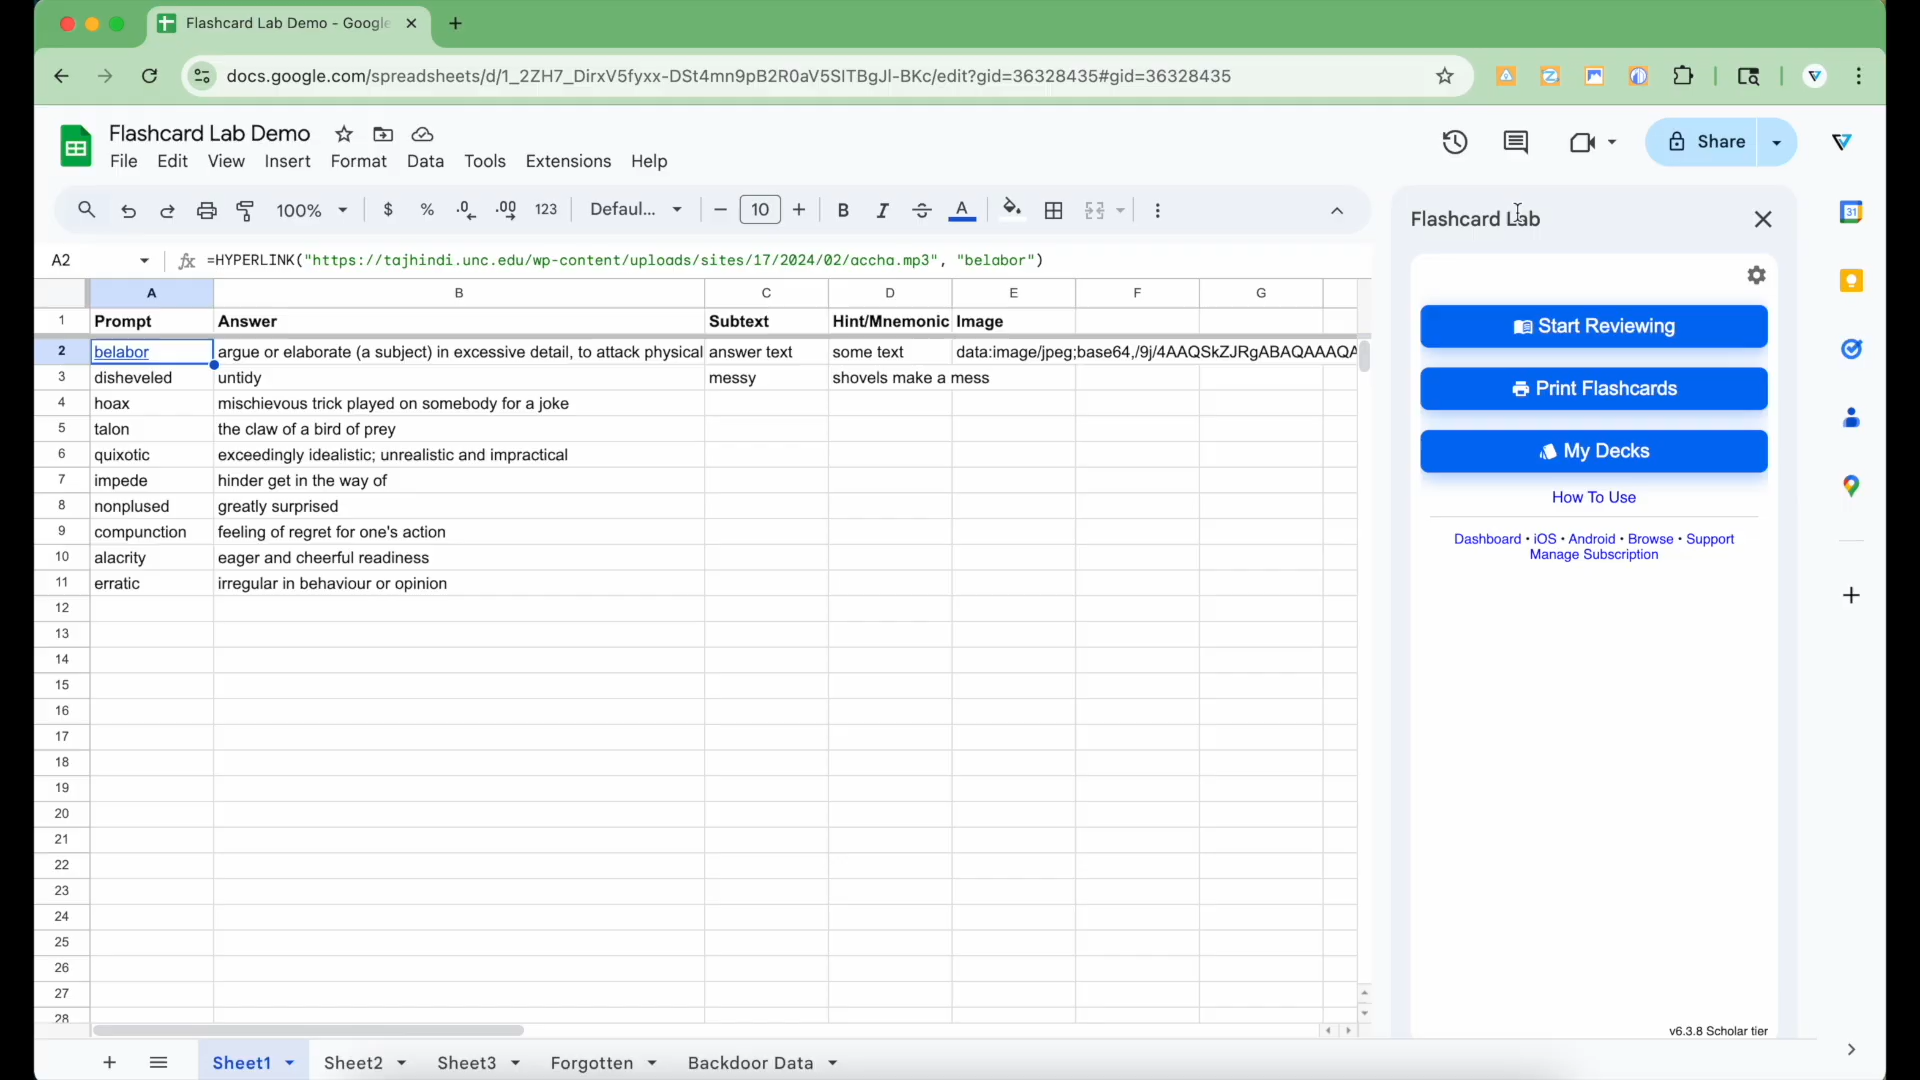 Flashcard Lab Demo - Google
docs.google.com/spreadsheets/d/1_2ZH7_DirxV5fyxx-DSt4mn9pB2R0aV5SITBgJl-BKc/edit?gid=36328435#gid=36328435
Flashcard Lab Demo
File Edit View Insert Format Data Tools Extensions Help
Share
100% $ % .0 .00 123 Defaul... 10 B I S A
A2 fx =HYPERLINK("https://tajhindi.unc.edu/wp-content/uploads/sites/17/2024/02/accha.mp3", "belabor")
A B C D E F G
1 Prompt Answer Subtext Hint/Mnemonic Image
2 belabor argue or elaborate (a subject) in excessive detail, to attack physical answer text some text data:image/jpeg;base64,/9j/4AAQSkZJRgABAQAAAQA
3 disheveled untidy messy shovels make a mess
4 hoax mischievous trick played on somebody for a joke
5 talon the claw of a bird of prey
6 quixotic exceedingly idealistic; unrealistic and impractical
7 impede hinder get in the way of
8 nonplused greatly surprised
9 compunction feeling of regret for one's action
10 alacrity eager and cheerful readiness
11 erratic irregular in behaviour or opinion
12
13
14
15
16
17
18
19
20
21
22
23
24
25
26
27
28
Sheet1 Sheet2 Sheet3 Forgotten Backdoor Data
Flashcard Lab
Start Reviewing
Print Flashcards
My Decks
How To Use
Dashboard • iOS • Android • Browse • Support
Manage Subscription
v6.3.8 Scholar tier
31